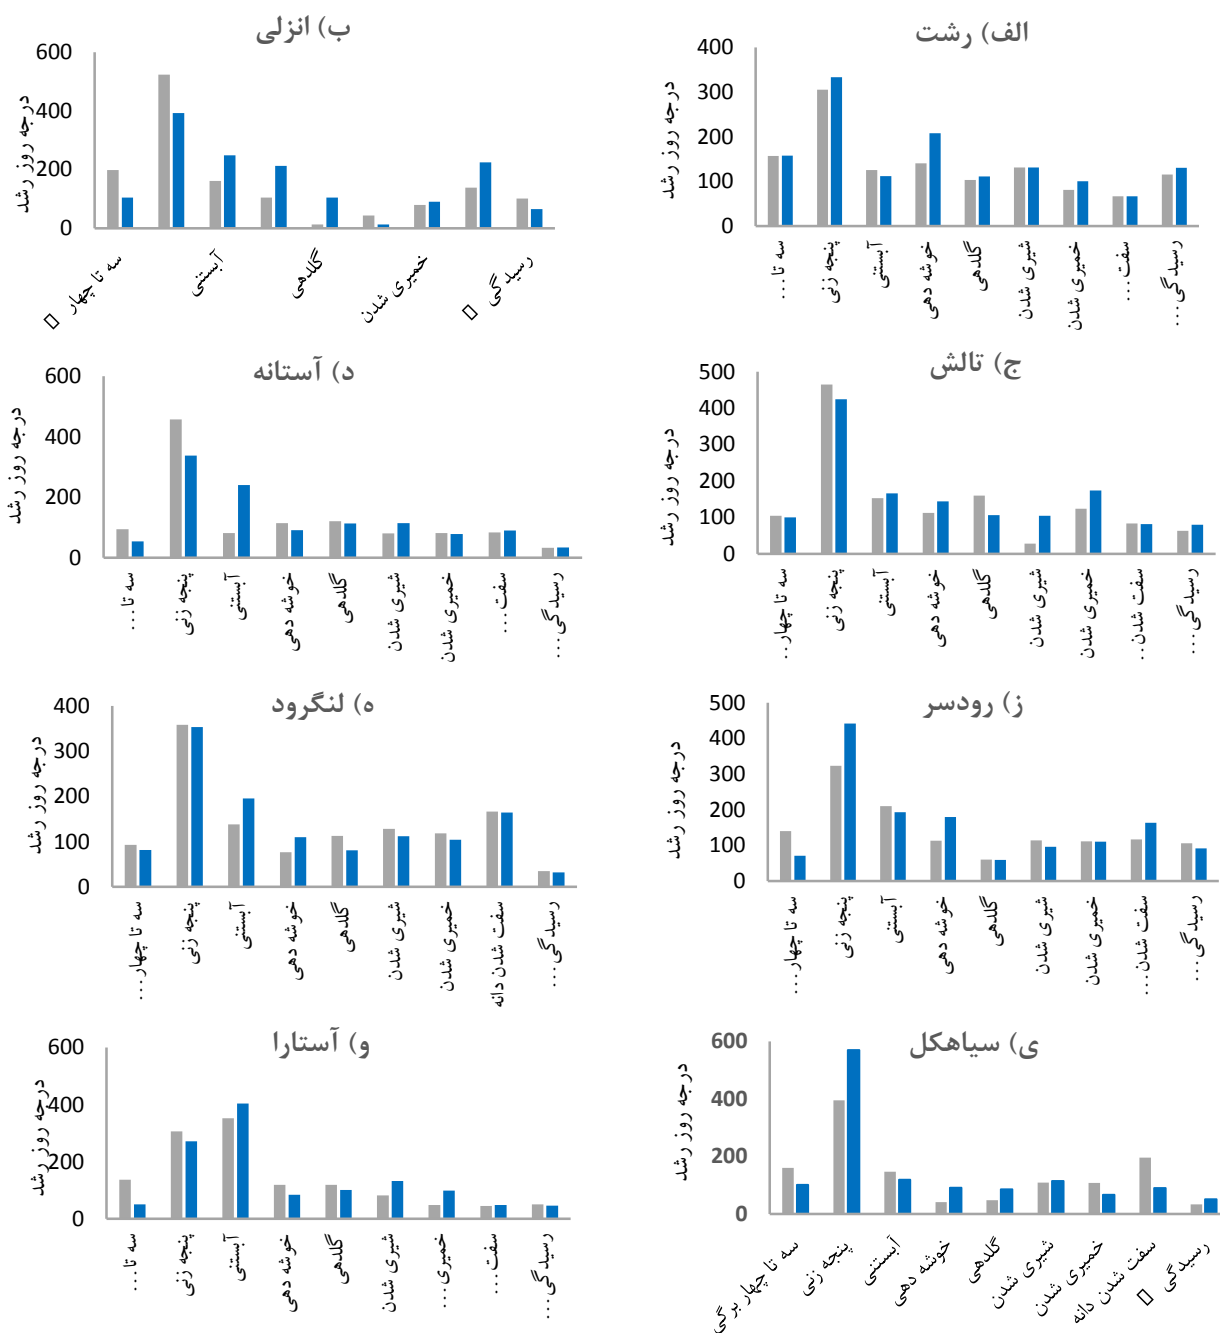 الف) رشت
درجه روز رشد
400
300
200
100
0
سه تا...
پنجه زنی
آبستنی
خوشه دهی
گلدهی
شیری شدن
خمیری شدن
سفت...
رسیدگی...
ب) انزلی
درجه روز رشد
600
400
200
0
سه تا چهار
آبستنی
گلدهی
خمیری شدن
رسیدگی
ج) تالش
درجه روز رشد
500
400
300
200
100
0
سه تا چهار...
پنجه زنی
آبستنی
خوشه دهی
گلدهی
شیری شدن
خمیری شدن
سفت شدن...
رسیدگی...
د) آستانه
درجه روز رشد
600
400
200
0
سه تا...
پنجه زنی
آبستنی
خوشه دهی
گلدهی
شیری شدن
خمیری شدن
سفت...
رسیدگی...
ز) رودسر
درجه روز رشد
500
400
300
200
100
0
سه تا چهار...
پنجه زنی
آبستنی
خوشه دهی
گلدهی
شیری شدن
خمیری شدن
سفت شدن...
رسیدگی...
ه) لنگرود
درجه روز رشد
400
300
200
100
0
سه تا چهار...
پنجه زنی
آبستنی
خوشه دهی
گلدهی
شیری شدن
خمیری شدن
سفت شدن دانه
رسیدگی...
ی) سیاهکل
درجه روز رشد
600
400
200
0
سه تا چهار برگی
پنجه زنی
آبستنی
خوشه دهی
گلدهی
شیری شدن
خمیری شدن
سفت شدن دانه
رسیدگی
و) آستارا
درجه روز رشد
600
400
200
0
سه تا...
پنجه زنی
آبستنی
خوشه دهی
گلدهی
شیری شدن
خمیری...
سفت...
رسیدگی...